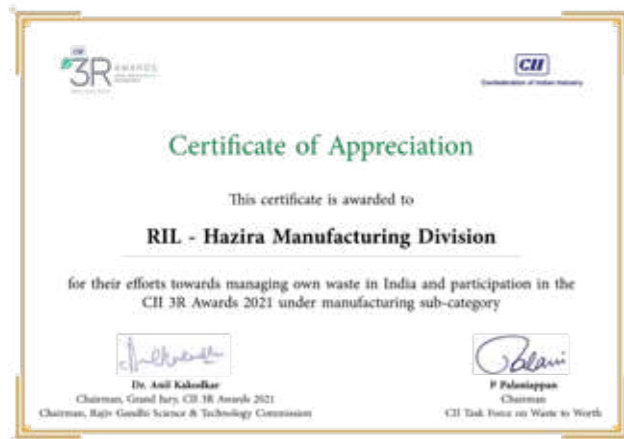 CII
3R AWARDS
CII
Confederation of Indian Industry
Certificate of Appreciation
This certificate is awarded to
RIL - Hazira Manufacturing Division
for their efforts towards managing own waste in India and participation in the
CII 3R Awards 2021 under manufacturing sub-category
Dr. Anil Kakodkar
Chairman, Grand Jury, CII 3R Awards 2021
Chairman, Rajiv Gandhi Science & Technology Commission
P Palaniappan
Chairman
CII Task Force on Waste to Worth